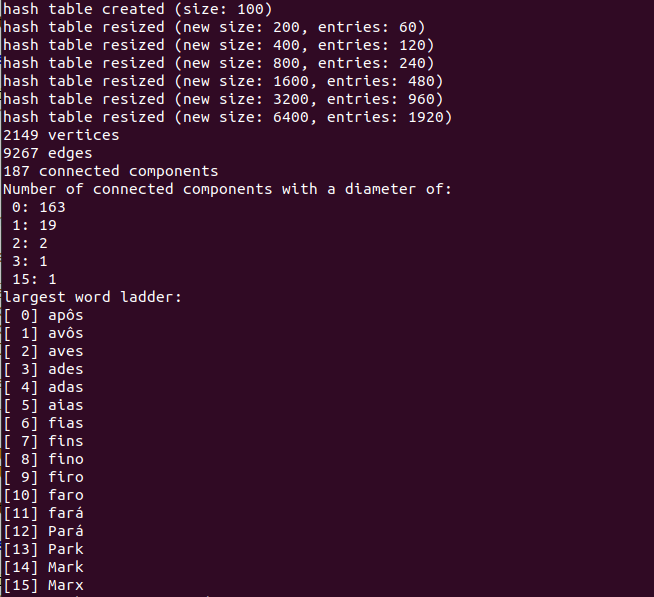 hash table created (size: 100)
hash table resized (new size: 200, entries: 60)
hash table resized (new size: 400, entries: 120)
hash table resized (new size: 800, entries: 240)
hash table resized (new size: 1600, entries: 480)
hash table resized (new size: 3200, entries: 960)
hash table resized (new size: 6400, entries: 1920)
2149 vertices
9267 edges
187 connected components
Number of connected components with a diameter of:
 0: 163
 1: 19
 2: 2
 3: 1
 15: 1
largest word ladder:
[ 0] apôs
[ 1] avôs
[ 2] aves
[ 3] ades
[ 4] adas
[ 5] aias
[ 6] fias
[ 7] fins
[ 8] fino
[ 9] firo
[10] faro
[11] fará
[12] Pará
[13] Park
[14] Mark
[15] Marx